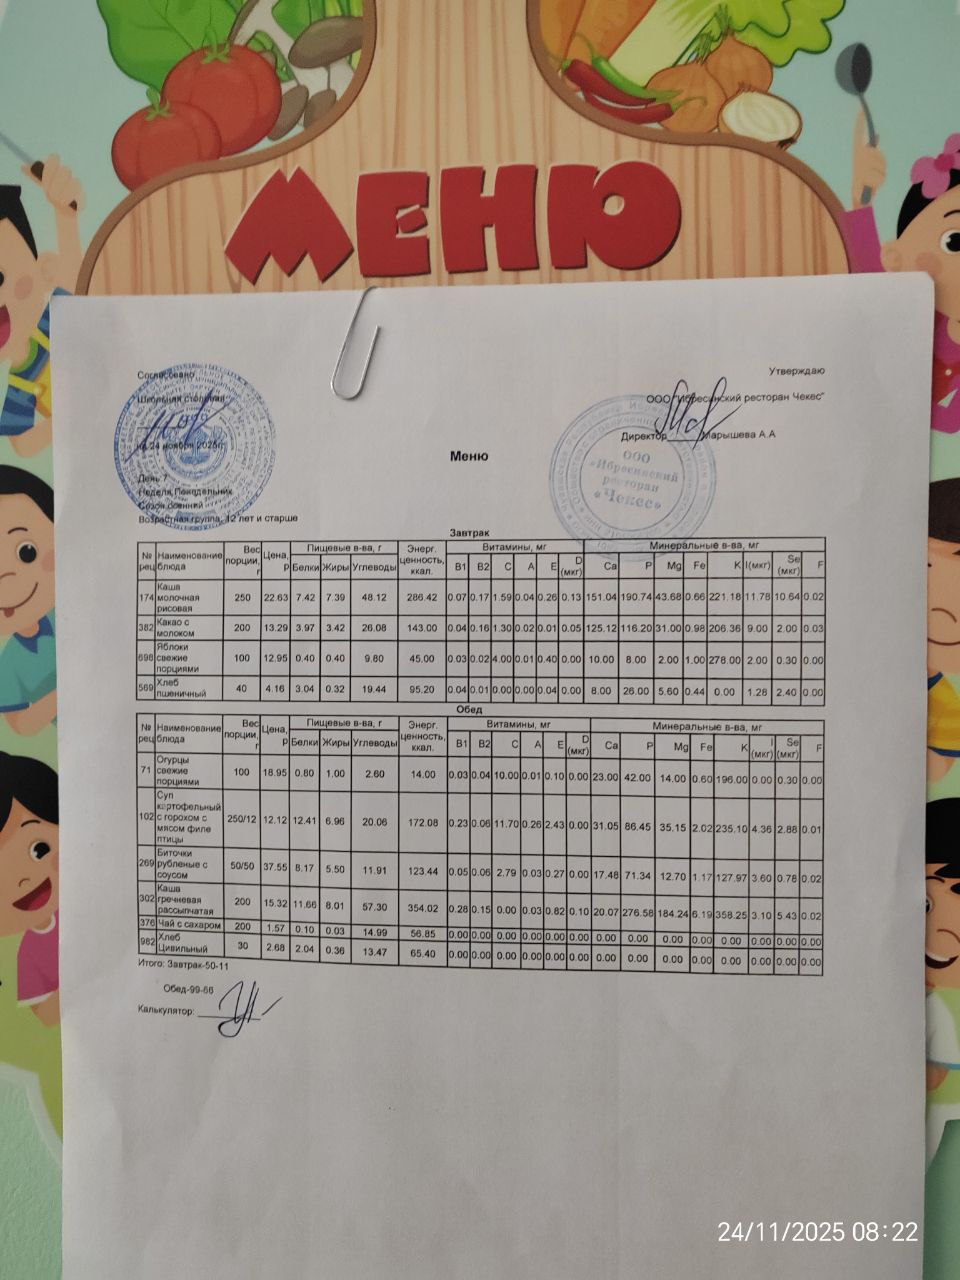 МЕНЮ
Согласовано
Утверждаю
Школьная столовая
ООО "Ибресинский ресторан Чекес"
на 24 ноября 2025г.
Директор Марышева А.А
ООО
«Ибресинский
ресторан
«Чекес»
Меню
День:7
Неделя:Понедельник
Сезон:осенний
Возрастная группа: 12 лет и старше
Завтрак
№ рец Наименование блюда Вес порции, г Цена, Р Пищевые в-ва, г Белки Жиры Углеводы Энерг. ценность, ккал. Витамины, мг B1 B2 C A E D (мкг) Минеральные в-ва, мг Ca P Mg Fe K I(мкг) Se (мкг) F
174 Каша молочная рисовая 250 22.63 7.42 7.39 48.12 286.42 0.07 0.17 1.59 0.04 0.26 0.13 151.04 190.74 43.68 0.66 221.18 11.78 10.64 0.02
382 Какао с молоком 200 13.29 3.97 3.42 26.08 143.00 0.04 0.16 1.30 0.02 0.01 0.05 125.12 116.20 31.00 0.98 206.36 9.00 2.00 0.03
698 Яблоки свежие порциями 100 12.95 0.40 0.40 9.80 45.00 0.03 0.02 4.00 0.01 0.40 0.00 10.00 8.00 2.00 1.00 276.00 2.00 0.30 0.00
569 Хлеб пшеничный 40 4.16 3.04 0.32 19.44 95.20 0.04 0.01 0.00 0.00 0.04 0.00 8.00 26.00 5.60 0.44 0.00 1.28 2.40 0.00
Обед
№ рец Наименование блюда Вес порции, г Цена, Р Пищевые в-ва, г Белки Жиры Углеводы Энерг. ценность, ккал. Витамины, мг B1 B2 C A E D (мкг) Минеральные в-ва, мг Ca P Mg Fe K I (мкг) Se (мкг) F
71 Огурцы свежие порциями 100 18.95 0.80 1.00 2.60 14.00 0.03 0.04 10.00 0.01 0.10 0.00 23.00 42.00 14.00 0.60 196.00 0.00 0.30 0.00
102 Суп картофельный с горохом с мясом филе птицы 250/12 12.12 12.41 6.96 20.06 172.08 0.23 0.06 11.70 0.26 2.43 0.00 31.05 86.45 35.15 2.02 235.10 4.36 2.88 0.01
269 Биточки рубленые с соусом 50/50 37.55 8.17 5.50 11.91 123.44 0.05 0.06 2.79 0.03 0.27 0.00 17.48 71.34 12.70 1.17 127.97 3.60 0.78 0.02
302 Каша гречневая рассыпчатая 200 15.32 11.66 8.01 57.30 354.02 0.28 0.15 0.00 0.03 0.82 0.10 20.07 276.58 184.24 6.19 358.25 3.10 5.43 0.02
376 Чай с сахаром 200 1.57 0.10 0.03 14.99 56.85 0.00 0.00 0.00 0.00 0.00 0.00 0.00 0.00 0.00 0.00 0.00 0.00 0.00 0.00
982 Хлеб Цивильный 30 2.68 2.04 0.36 13.47 65.40 0.00 0.00 0.00 0.00 0.00 0.00 0.00 0.00 0.00 0.00 0.00 0.00 0.00 0.00
Итого: Завтрак-50-11
Обед-99-66
Калькулятор:
24/11/2025 08:22